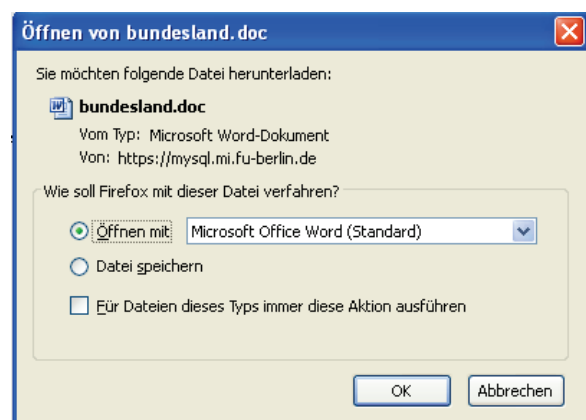 Öffnen von bundesland.doc
Sie möchten folgende Datei herunterladen:
bundesland.doc
Vom Typ: Microsoft Word-Dokument
Von: https://mysql.mi.fu-berlin.de
Wie soll Firefox mit dieser Datei verfahren?
Öffnen mit Microsoft Office Word (Standard)
Datei speichern
Für Dateien dieses Typs immer diese Aktion ausführen
OK Abbrechen